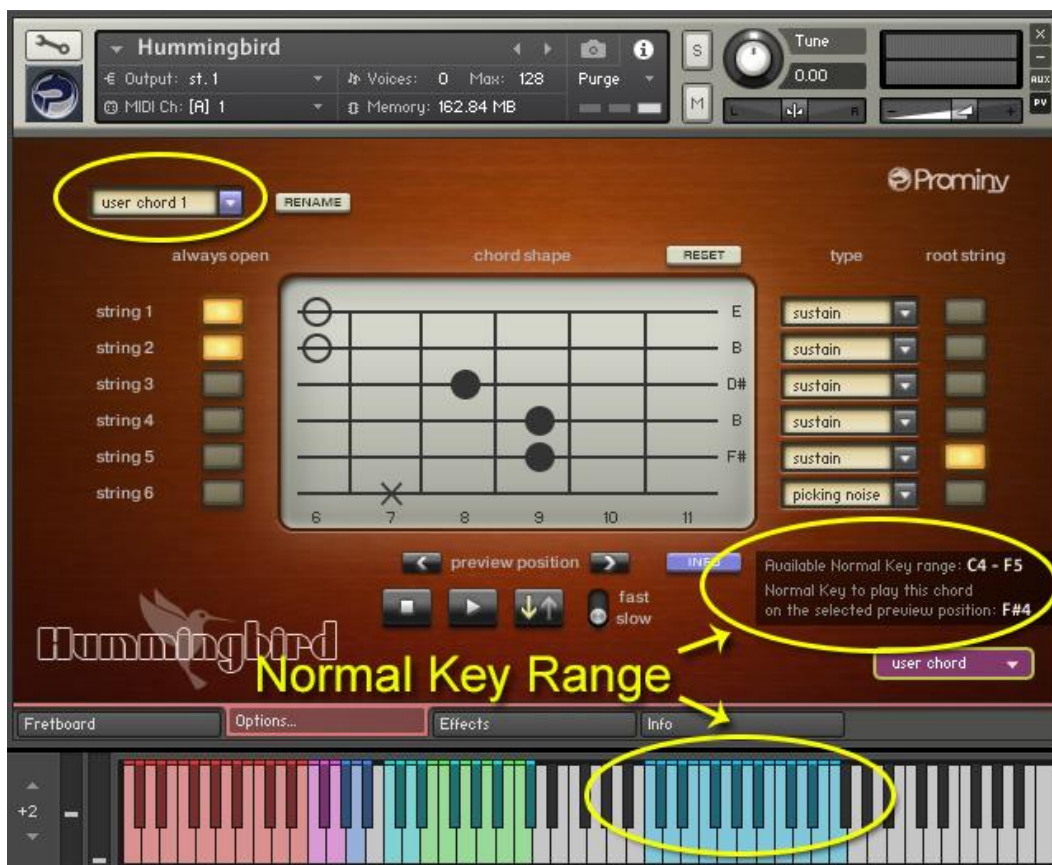 Hummingbird
Output: st.1
Voices: 0 Max: 128
Purge
MIDI Ch: [A] 1
Memory: 162.84 MB
S
M
Tune
0.00
L R
- +
×
-
AUX
PV
Prominy
user chord 1
RENAME
always open
chord shape
RESET
type
root string
string 1
E
sustain
string 2
B
sustain
string 3
D#
sustain
string 4
B
sustain
string 5
F#
sustain
string 6
picking noise
6 7 8 9 10 11
< preview position >
INFO
fast
slow
Available Normal Key range: C4 - F5
Normal Key to play this chord
on the selected preview position: F#4
Hummingbird
Normal Key Range
user chord
Fretboard
Options...
Effects
Info
+2